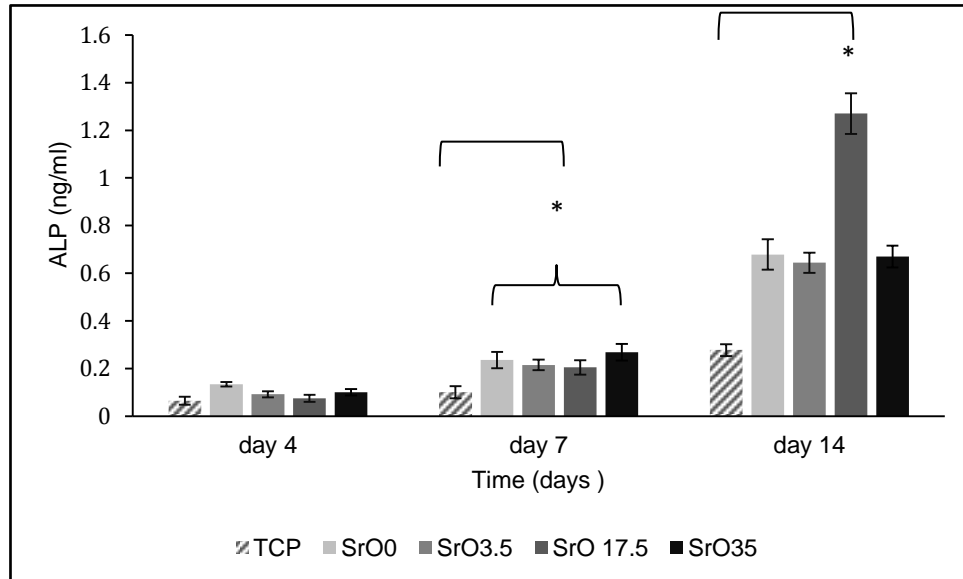 ALP (ng/ml)
1.6
1.4
1.2
1
0.8
0.6
0.4
0.2
0
*
*
day 4
day 7
day 14
Time (days )
TCP SrO0 SrO3.5 SrO 17.5 SrO35